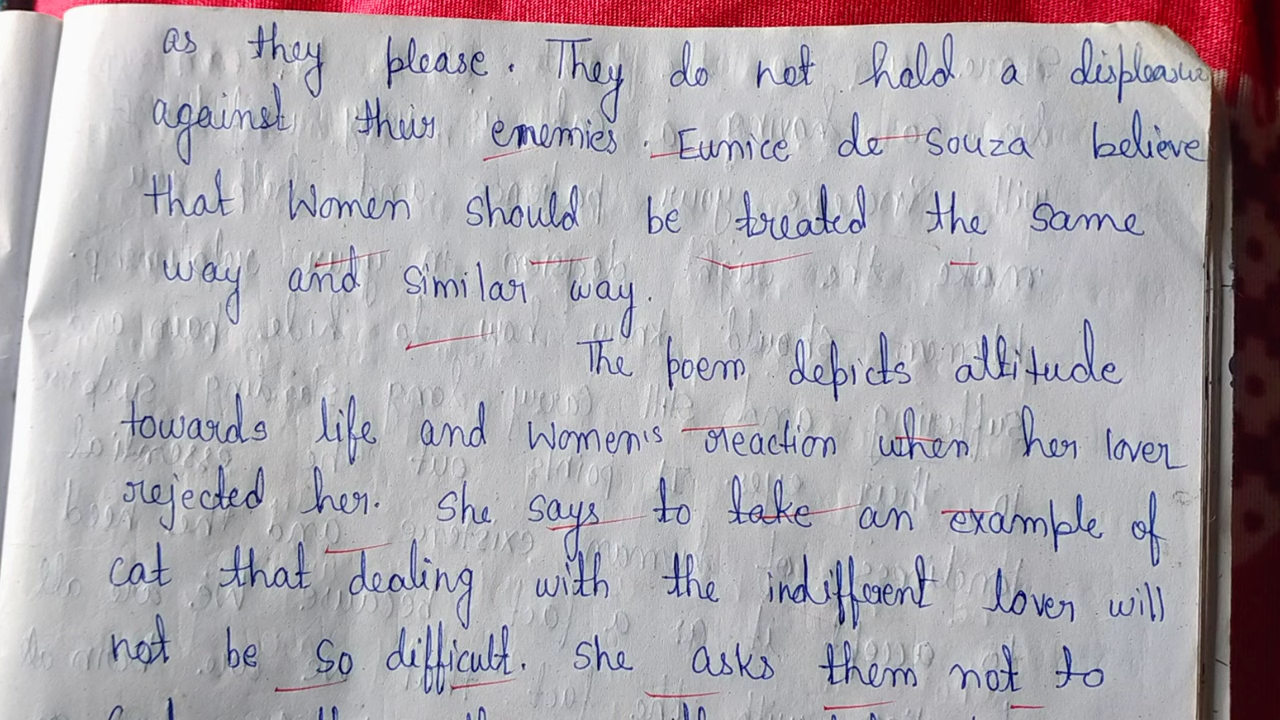 as they please. They do not hold a displeasure
against their enemies. Eunice de Souza believe
that Women should be treated the same
way and similar way.
The poem depicts attitude
towards life and Women's reaction when her lover
rejected her. She says to take an example of
cat that dealing with the indifferent lover will
not be so difficult. She asks them not to